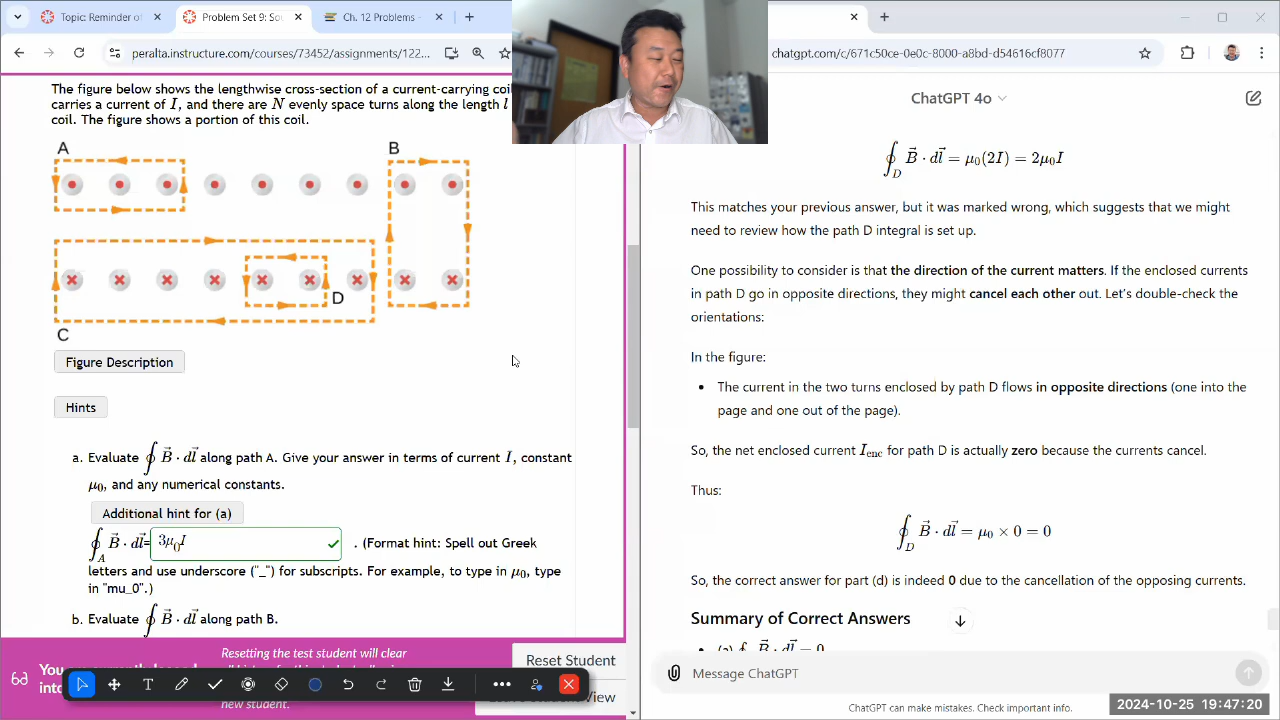 Topic: Reminder of
Problem Set 9: Sou
Ch. 12 Problems –
peralta.instructure.com/courses/73452/assignments/122...
chatgpt.com/c/671c50ce-0e0c-8000-a8bd-d54616cf8077
The figure below shows the lengthwise cross-section of a current-carrying coi
carries a current of I, and there are N evenly space turns along the length l
coil. The figure shows a portion of this coil.
A
B
D
C
Figure Description
Hints
a. Evaluate ∮ B⃗ · dl⃗ along path A. Give your answer in terms of current I, constant
μ₀, and any numerical constants.
Additional hint for (a)
∮_A B⃗ · dl⃗ = 3μ₀I . (Format hint: Spell out Greek
letters and use underscore ("_") for subscripts. For example, to type in μ₀, type
in "mu_0".)
b. Evaluate ∮ B⃗ · dl⃗ along path B.
Resetting the test student will clear
new student.
Reset Student
View
ChatGPT 4o
∮_D B⃗ · dl⃗ = μ₀(2I) = 2μ₀I
This matches your previous answer, but it was marked wrong, which suggests that we might
need to review how the path D integral is set up.
One possibility to consider is that the direction of the current matters. If the enclosed currents
in path D go in opposite directions, they might cancel each other out. Let's double-check the
orientations:
In the figure:
• The current in the two turns enclosed by path D flows in opposite directions (one into the
page and one out of the page).
So, the net enclosed current I_enc for path D is actually zero because the currents cancel.
Thus:
∮_D B⃗ · dl⃗ = μ₀ × 0 = 0
So, the correct answer for part (d) is indeed 0 due to the cancellation of the opposing currents.
Summary of Correct Answers
Message ChatGPT
ChatGPT can make mistakes. Check important info.
2024-10-25 19:47:20